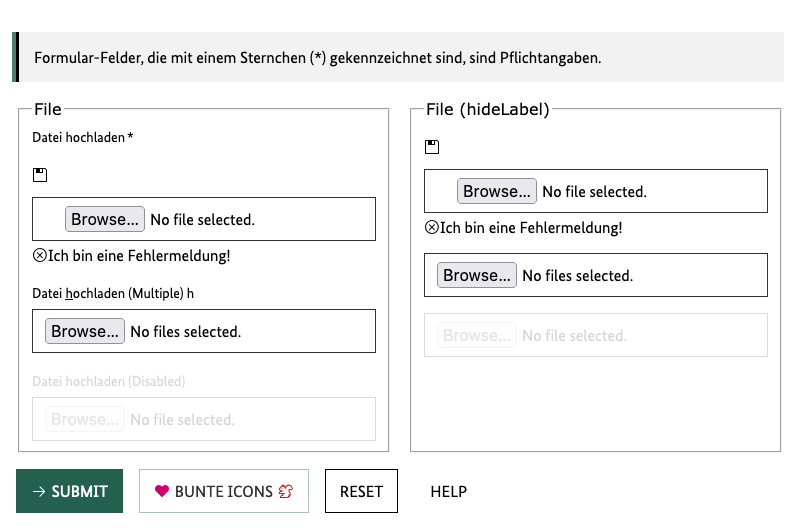 Formular-Felder, die mit einem Sternchen (*) gekennzeichnet sind, sind Pflichtangaben.
File
Datei hochladen *
Browse... No file selected.
Ich bin eine Fehlermeldung!
Datei hochladen (Multiple) h
Browse... No files selected.
Datei hochladen (Disabled)
Browse... No file selected.
File (hideLabel)
Browse... No file selected.
Ich bin eine Fehlermeldung!
Browse... No files selected.
Browse... No file selected.
SUBMIT
BUNTE ICONS
RESET
HELP